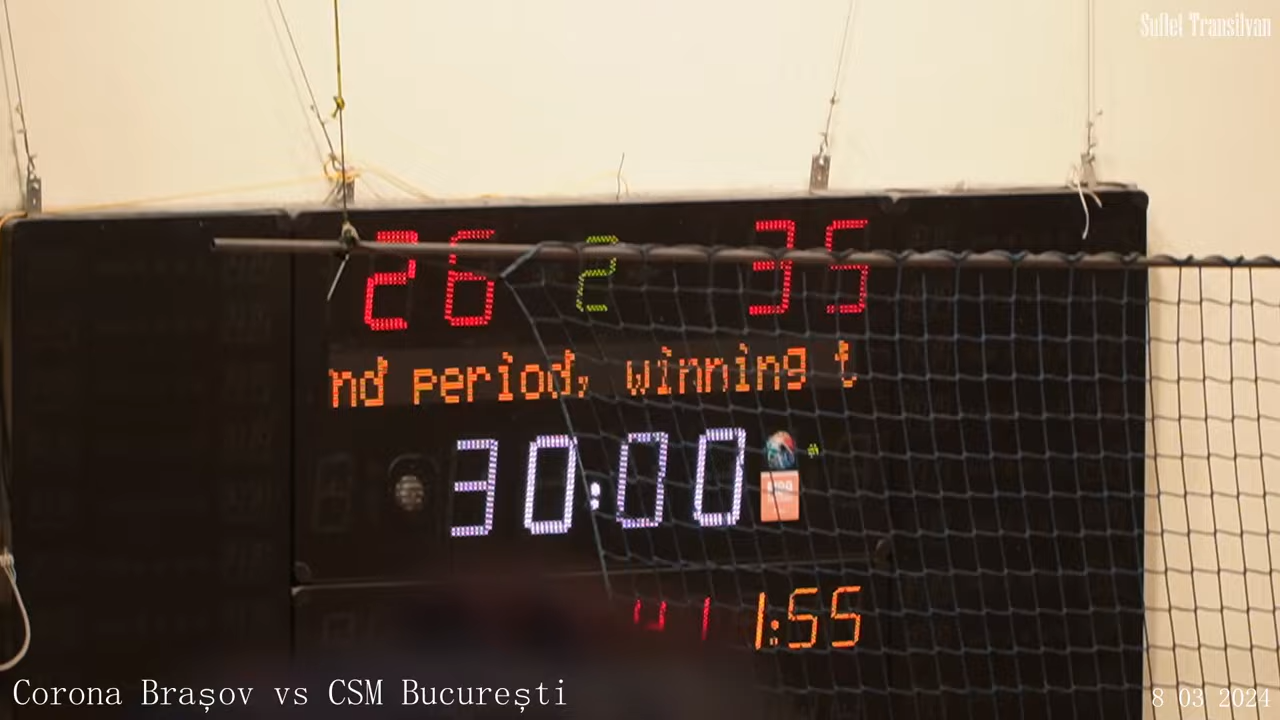 Suflet Transilvan
26 2 35
nd period, winning t
30:00
41 1:55
Corona Brașov vs CSM București
8 03 2024